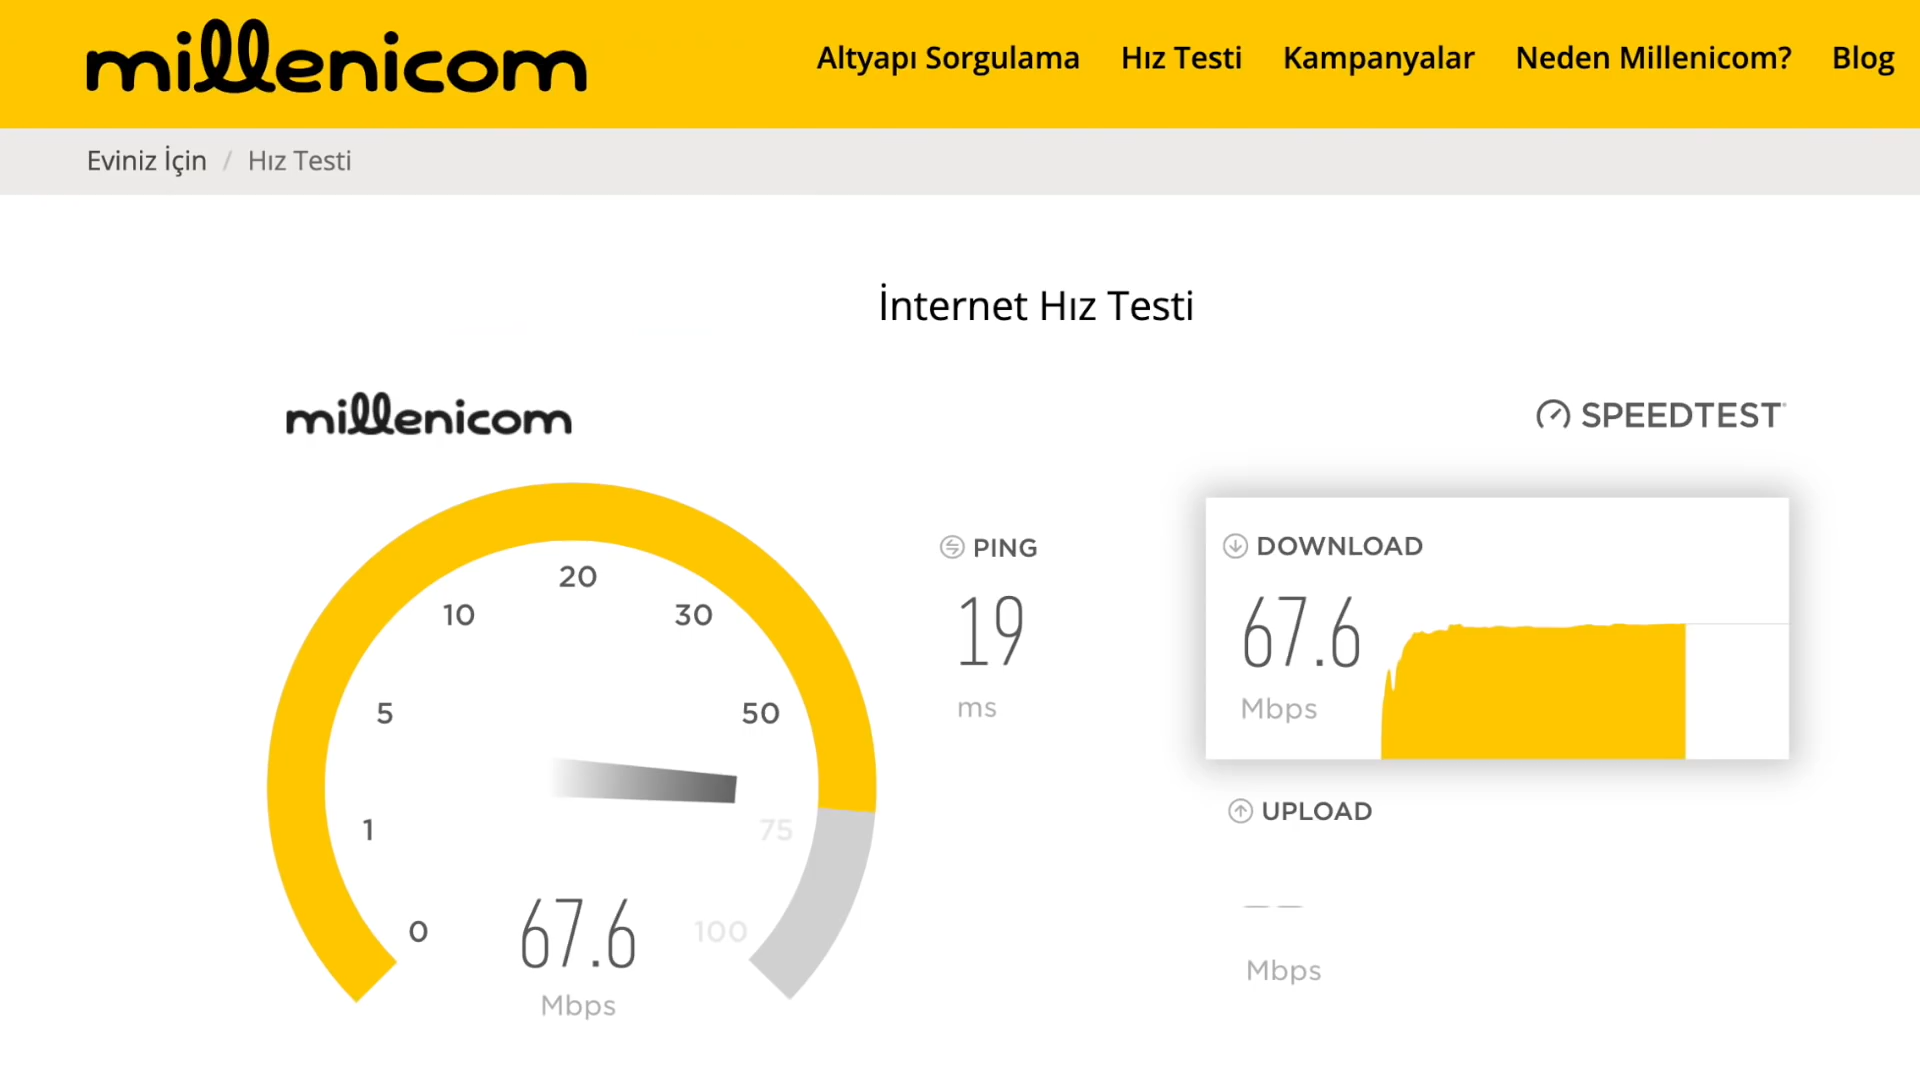 millenicom
Altyapı Sorgulama Hız Testi Kampanyalar Neden Millenicom? Blog
Eviniz İçin / Hız Testi
İnternet Hız Testi
millenicom
SPEEDTEST
PING
19
ms
DOWNLOAD
67.6
Mbps
UPLOAD
Mbps
0
1
5
10
20
30
50
75
100
67.6
Mbps